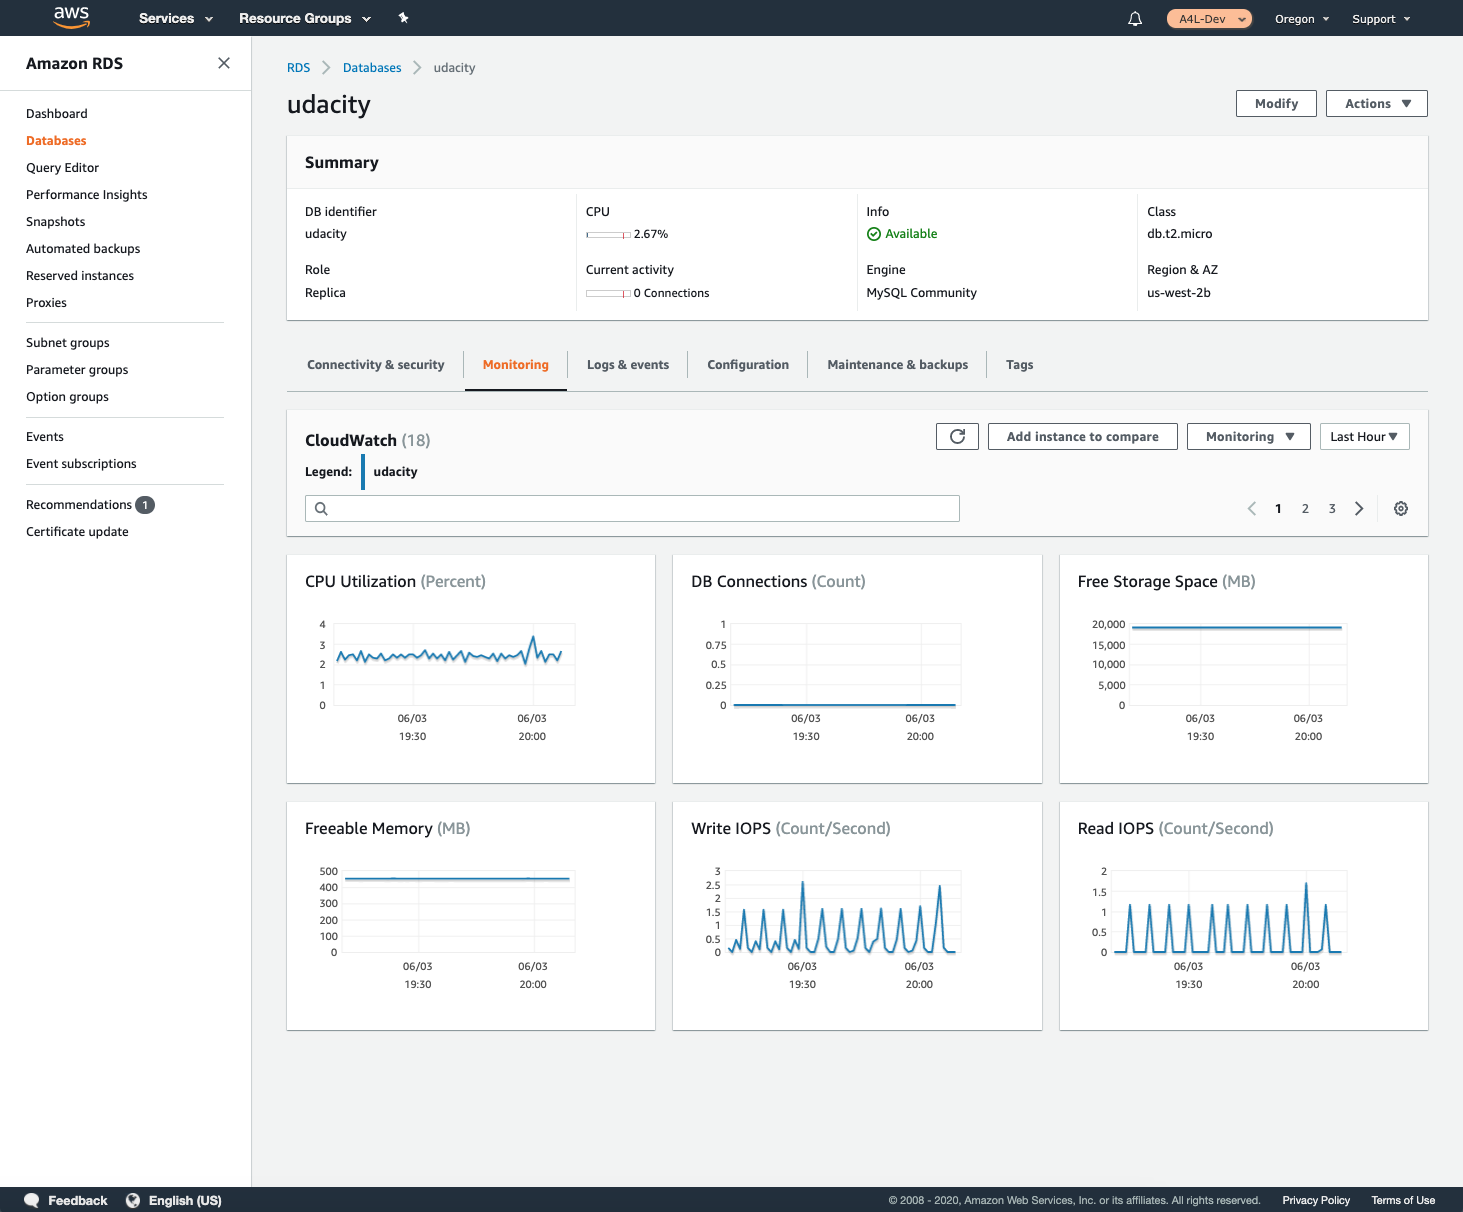 aws Services Resource Groups A4L-Dev Oregon Support
Amazon RDS
Dashboard
Databases
Query Editor
Performance Insights
Snapshots
Automated backups
Reserved instances
Proxies
Subnet groups
Parameter groups
Option groups
Events
Event subscriptions
Recommendations 1
Certificate update
RDS Databases udacity
udacity
Modify Actions
Summary
DB identifier CPU Info Class
udacity 2.67% Available db.t2.micro
Role Current activity Engine Region & AZ
Replica 0 Connections MySQL Community us-west-2b
Connectivity & security Monitoring Logs & events Configuration Maintenance & backups Tags
CloudWatch (18) Add instance to compare Monitoring Last Hour
Legend: udacity
1 2 3
CPU Utilization (Percent)
4
3
2
1
0
06/03 06/03
19:30 20:00
DB Connections (Count)
1
0.75
0.5
0.25
0
06/03 06/03
19:30 20:00
Free Storage Space (MB)
20,000
15,000
10,000
5,000
0
06/03 06/03
19:30 20:00
Freeable Memory (MB)
500
400
300
200
100
0
06/03 06/03
19:30 20:00
Write IOPS (Count/Second)
3
2.5
2
1.5
1
0.5
0
06/03 06/03
19:30 20:00
Read IOPS (Count/Second)
2
1.5
1
0.5
0
06/03 06/03
19:30 20:00
Feedback English (US) © 2008 - 2020, Amazon Web Services, Inc. or its affiliates. All rights reserved. Privacy Policy Terms of Use